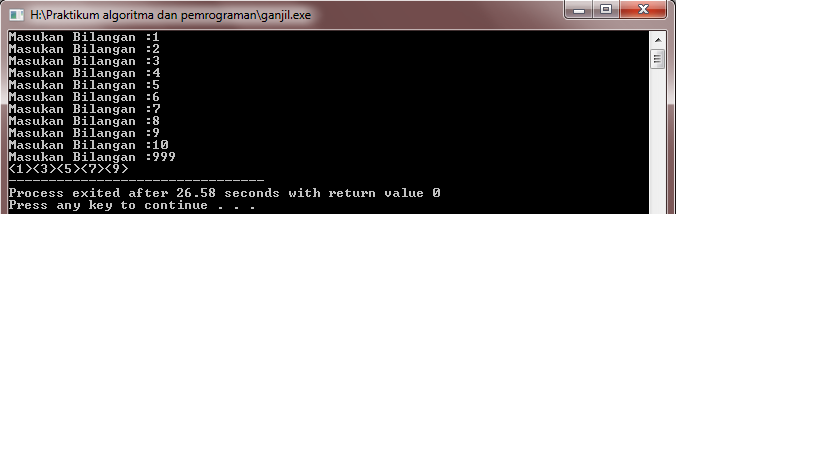 H:\Praktikum algoritma dan pemrograman\ganjil.exe
Masukan Bilangan :1
Masukan Bilangan :2
Masukan Bilangan :3
Masukan Bilangan :4
Masukan Bilangan :5
Masukan Bilangan :6
Masukan Bilangan :7
Masukan Bilangan :8
Masukan Bilangan :9
Masukan Bilangan :10
Masukan Bilangan :999
<1><3><5><7><9>
--------------------------------
Process exited after 26.58 seconds with return value 0
Press any key to continue . . .